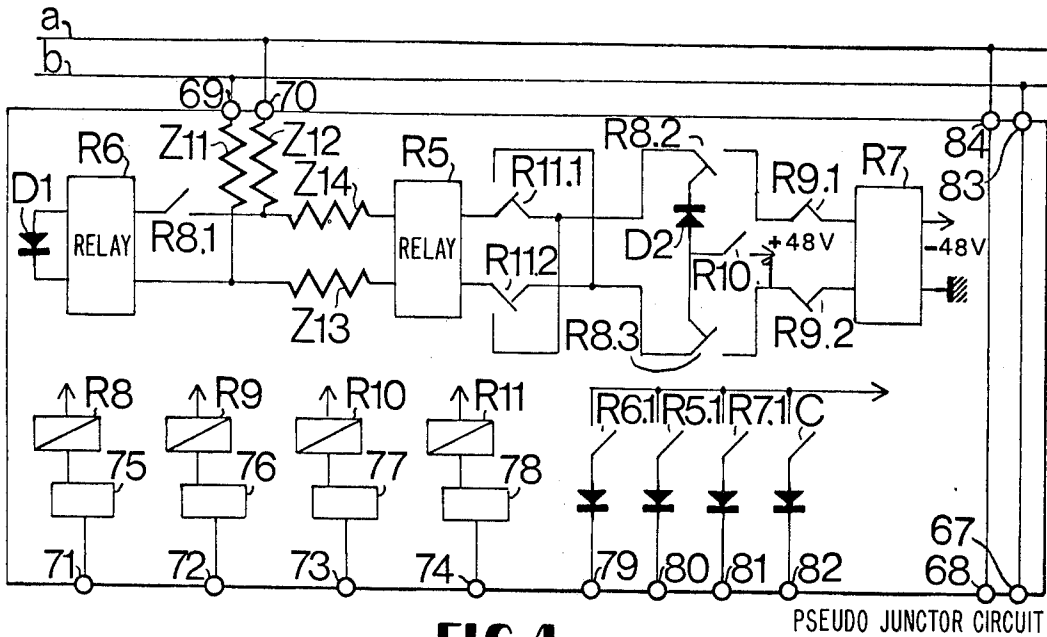 a
b
69 70
84
83
R6
Z11 Z12
R5
R8.2
R7
D1
Z14
R11.1
R9.1
RELAY
R8.1
RELAY
D2
+48V
-48V
R11.2
R10
Z13
R8.3
R9.2
R8 R9 R10 R11
R6.1 R5.1 R7.1 C
75 76 77 78
67
71 72 73 74 79 80 81 82 68
PSEUDO JUNCTOR CIRCUIT
FIG.4